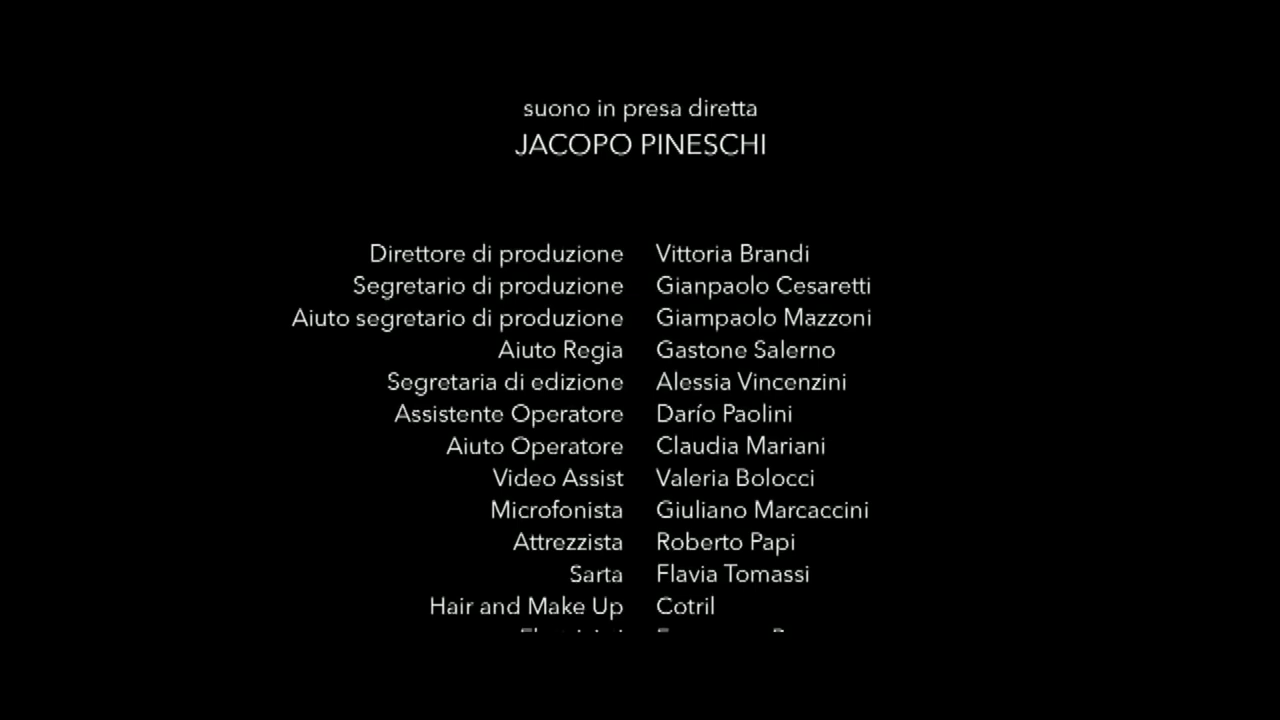 suono in presa diretta
JACOPO PINESCHI
Direttore di produzione Vittoria Brandi
Segretario di produzione Gianpaolo Cesaretti
Aiuto segretario di produzione Giampaolo Mazzoni
Aiuto Regia Gastone Salerno
Segretaria di edizione Alessia Vincenzini
Assistente Operatore Darío Paolini
Aiuto Operatore Claudia Mariani
Video Assist Valeria Bolocci
Microfonista Giuliano Marcaccini
Attrezzista Roberto Papi
Sarta Flavia Tomassi
Hair and Make Up Cotril